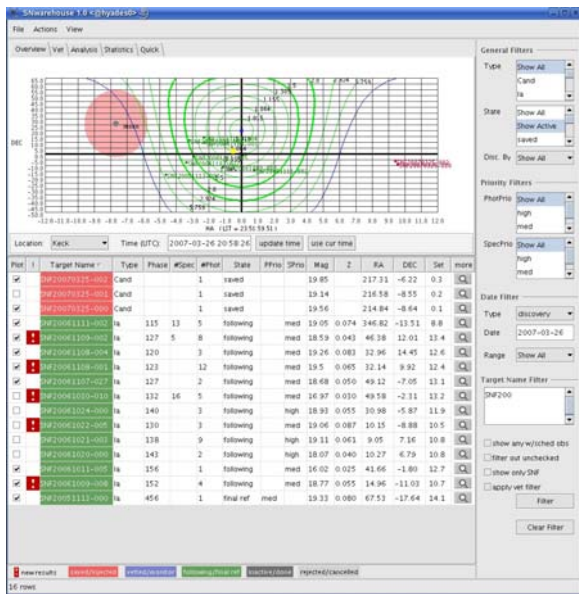 SNwarehouse 1.0 <@hyades0>
File Actions View
Overview Vet Analysis Statistics Quick
DEC
Moon
RA (LST = 23:51:59.51)
Location: Keck Time (UTC): 2007-03-26 20:58:26 update time use cur time
Plot ! Target Name Type Phase #Spec #Phot State PPrio SPrio Mag Z RA DEC Set more
SNF20070325-002 Cand 1 saved 19.85 217.31 -6.22 0.3
SNF20070325-001 Cand 1 saved 19.14 216.58 -8.55 0.2
SNF20070325-000 Cand 1 saved 19.56 214.84 -8.64 0.1
SNF20061111-002 Ia 115 13 5 following med 19.05 0.074 346.82 -13.51 8.8
SNF20061109-002 Ia 127 5 8 following med 18.59 0.043 46.38 12.01 13.4
SNF20061108-004 Ia 120 3 following med 19.26 0.083 32.96 14.45 12.6
SNF20061108-001 Ia 123 12 following med 19.5 0.065 32.14 9.92 12.4
SNF20061107-027 Ia 127 2 following med 18.68 0.050 49.12 -7.05 13.1
SNF20061030-010 Ia 132 16 5 following med 16.97 0.030 49.58 -2.31 13.2
SNF20061024-000 Ia 140 3 following high 18.93 0.055 30.98 -5.87 11.9
SNF20061022-005 Ia 130 3 following med 19.06 0.087 10.15 -8.88 10.5
SNF20061021-003 Ia 138 9 following high 19.11 0.061 9.05 7.16 10.8
SNF20061020-000 Ia 143 2 following high 18.07 0.040 10.27 6.79 10.8
SNF20061011-005 Ia 156 1 following med 16.02 0.025 41.66 -1.80 12.7
SNF20061009-008 Ia 152 4 following med 18.77 0.055 14.96 -11.03 10.7
SNF20051113-000 Ia 456 1 final ref med 19.33 0.080 67.53 -17.64 14.1
new results saved/rejected vetted/monitor following/final ref inactive/done rejected/cancelled
16 rows
General Filters
Type Show All
Cand
Ia
State Show All
Show Active
saved
Disc. By Show All
Priority Filters
PhotPrio Show All
high
med
SpecPrio Show All
high
med
Date Filter
Type discovery
Date 2007-03-26
Range Show All
Target Name Filter
SNF200
show any w/sched obs
filter out unchecked
show only SNF
apply vet filter
Filter
Clear Filter